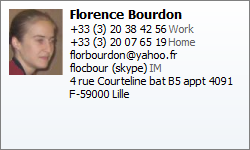 Florence Bourdon
+33 (3) 20 38 42 56 Work
+33 (3) 20 07 65 19 Home
florbourdon@yahoo.fr
flocbour (skype) IM
4 rue Courteline bat B5 appt 4091
F-59000 Lille